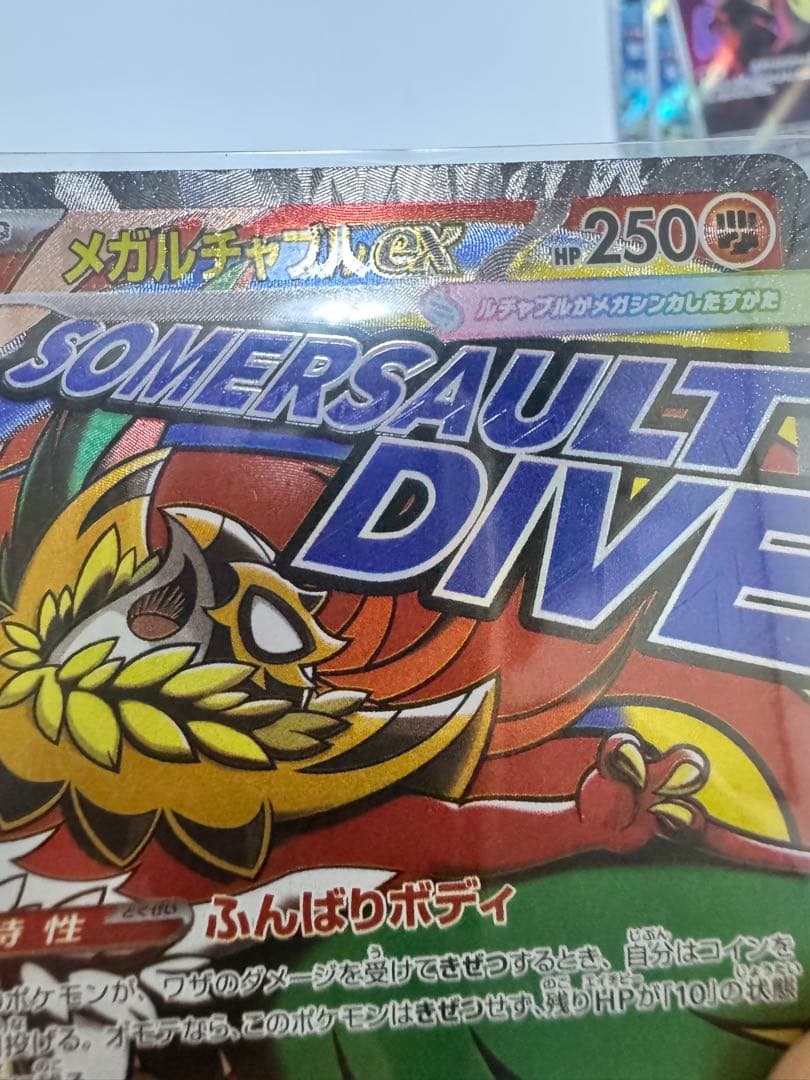 メガルチャブルex HP250
ルチャブルがメガシンカしたすがた
SOMERSAULT
DIVE
特性 とくせい ふんばりボディ
ポケモンが、ワザのダメージを受けてきぜつするとき、自分はコインを
投げる。オモテなら、このポケモンはきぜつせず、残りHPが「10」の状態